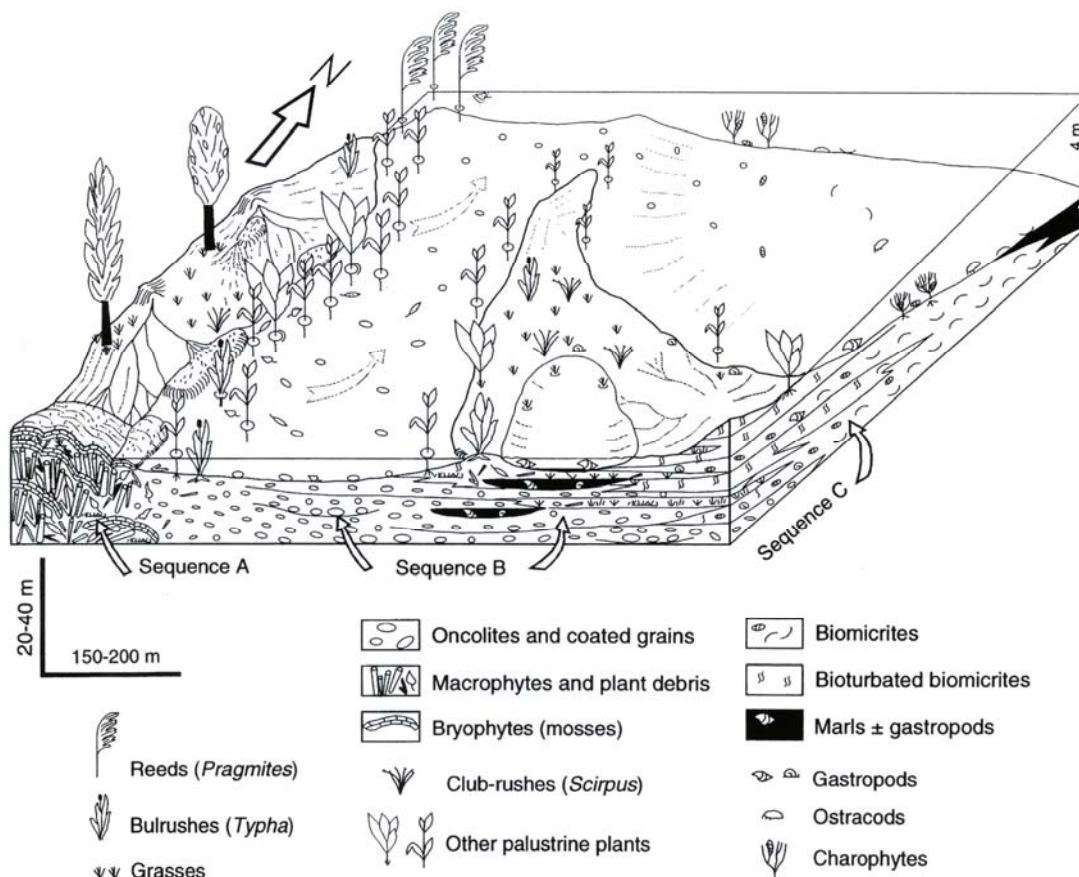 N
4 m
Sequence A
Sequence B
Sequence C
20-40 m
150-200 m
Oncolites and coated grains
Macrophytes and plant debris
Bryophytes (mosses)
Biomicrites
Bioturbated biomicrites
Marls ± gastropods
Reeds (Pragmites)
Bulrushes (Typha)
Grasses
Club-rushes (Scirpus)
Other palustrine plants
Gastropods
Ostracods
Charophytes